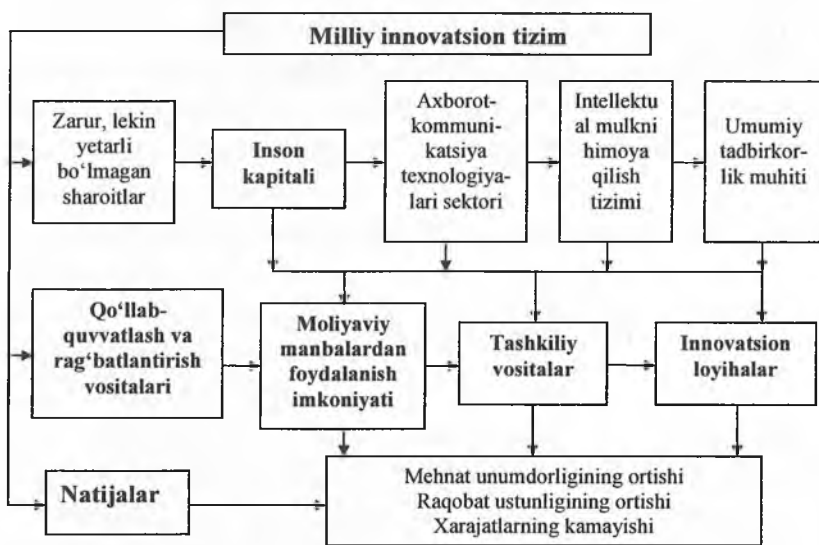 Milliy innovatsion tizim
Zarur, lekin
yetarli
bo‘lmagan
sharoitlar
Inson
kapitali
Axborot-
kommuni-
katsiya
texnologiya-
lari sektori
Intellektu
al mulkni
himoya
qilish
tizimi
Umumiy
tadbirkor-
lik muhiti
Qo‘llab-
quvvatlash va
rag‘batlantirish
vositalari
Moliyaviy
manbalardan
foydalanish
imkoniyati
Tashkiliy
vositalar
Innovatsion
loyihalar
Natijalar
Mehnat unumdorligining ortishi
Raqobat ustunligining ortishi
Xarajatlarning kamayishi